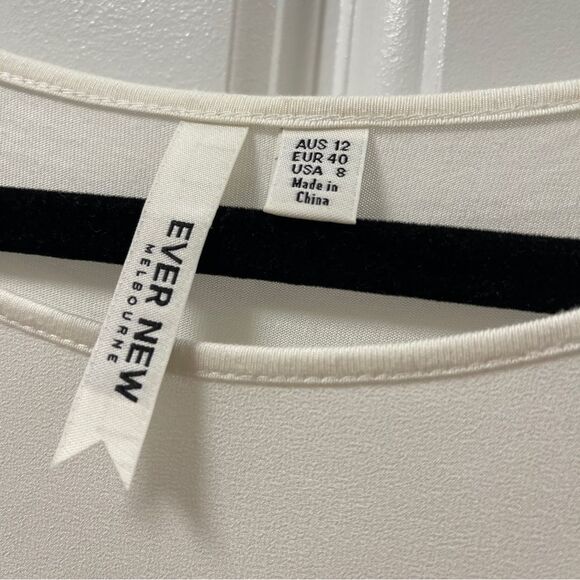 EVER NEW
MELBOURNE
AUS 12
EUR 40
USA 8
Made in
China